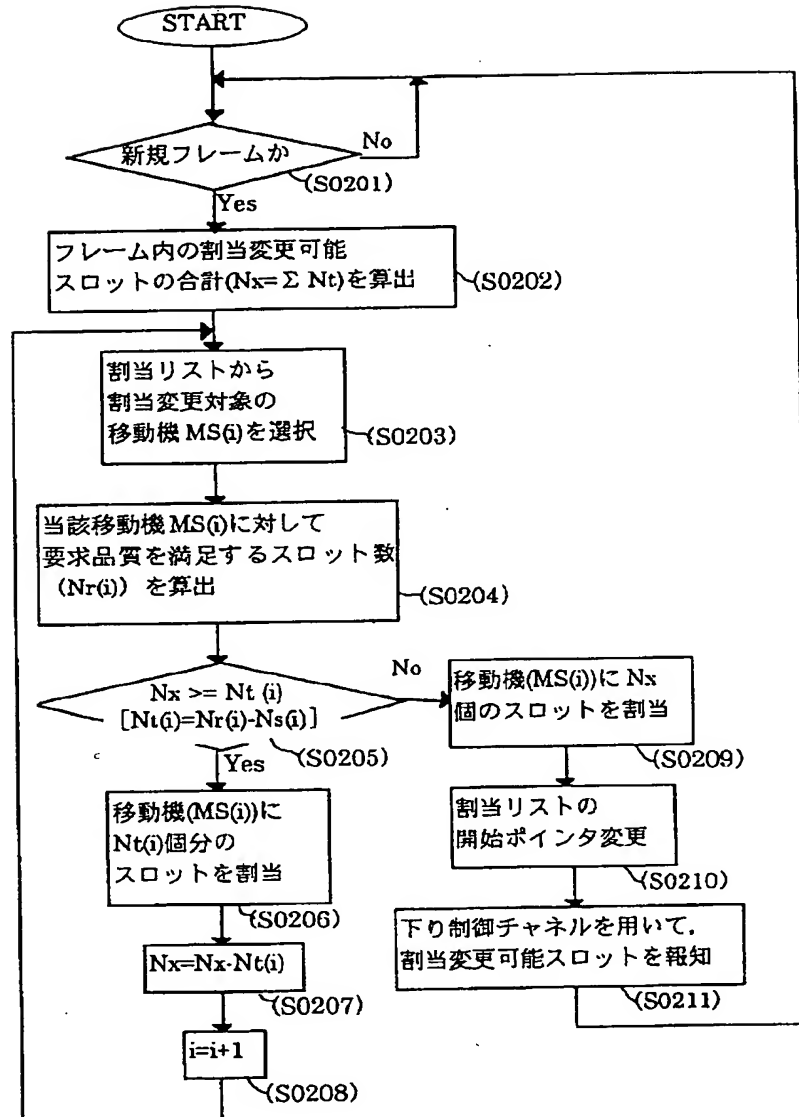 START
新規フレームか
No
(S0201)
Yes
フレーム内の割当変更可能
スロットの合計(Nx=Σ Nt)を算出
(S0202)
割当リストから
割当変更対象の
移動機 MS(i)を選択
(S0203)
当該移動機 MS(i)に対して
要求品質を満足するスロット数
(Nr(i)) を算出
(S0204)
Nx >= Nt (i)
[Nt(i)=Nr(i)-Ns(i)]
No
(S0205)
Yes
移動機(MS(i))に
Nt(i)個分の
スロットを割当
(S0206)
Nx=Nx-Nt(i)
(S0207)
i=i+1
(S0208)
移動機(MS(i))に Nx
個のスロットを割当
(S0209)
割当リストの
開始ポインタ変更
(S0210)
下り制御チャネルを用いて.
割当変更可能スロットを報知
(S0211)